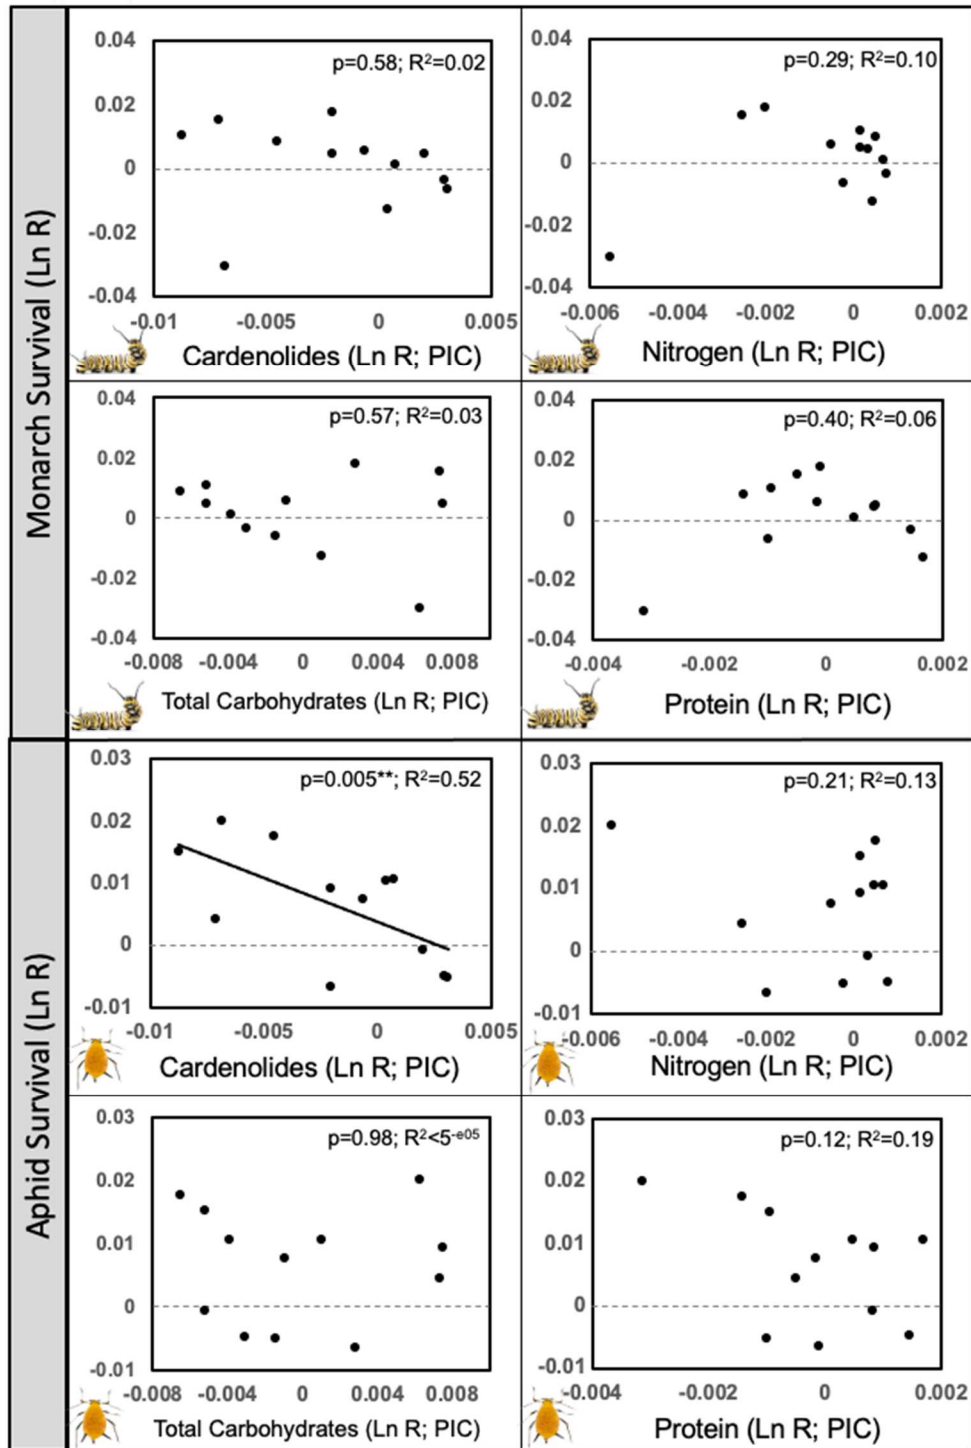 Monarch Survival (Ln R)
p=0.58; R²=0.02
0.04
0.02
0
-0.02
-0.04
-0.01 -0.005 0 0.005
Cardenolides (Ln R; PIC)
p=0.29; R²=0.10
0.04
0.02
0
-0.02
-0.04
-0.006 -0.004 -0.002 0 0.002
Nitrogen (Ln R; PIC)
p=0.57; R²=0.03
0.04
0.02
0
-0.02
-0.04
-0.008 -0.004 0 0.004 0.008
Total Carbohydrates (Ln R; PIC)
p=0.40; R²=0.06
0.04
0.02
0
-0.02
-0.04
-0.004 -0.002 0 0.002
Protein (Ln R; PIC)
Aphid Survival (Ln R)
p=0.005**; R²=0.52
0.03
0.02
0.01
0
-0.01
-0.01 -0.005 0 0.005
Cardenolides (Ln R; PIC)
p=0.21; R²=0.13
0.03
0.02
0.01
0
-0.01
-0.006 -0.004 -0.002 0 0.002
Nitrogen (Ln R; PIC)
p=0.98; R²<5⁻ᵉ⁰⁵
0.03
0.02
0.01
0
-0.01
-0.008 -0.004 0 0.004 0.008
Total Carbohydrates (Ln R; PIC)
p=0.12; R²=0.19
0.03
0.02
0.01
0
-0.01
-0.004 -0.002 0 0.002
Protein (Ln R; PIC)